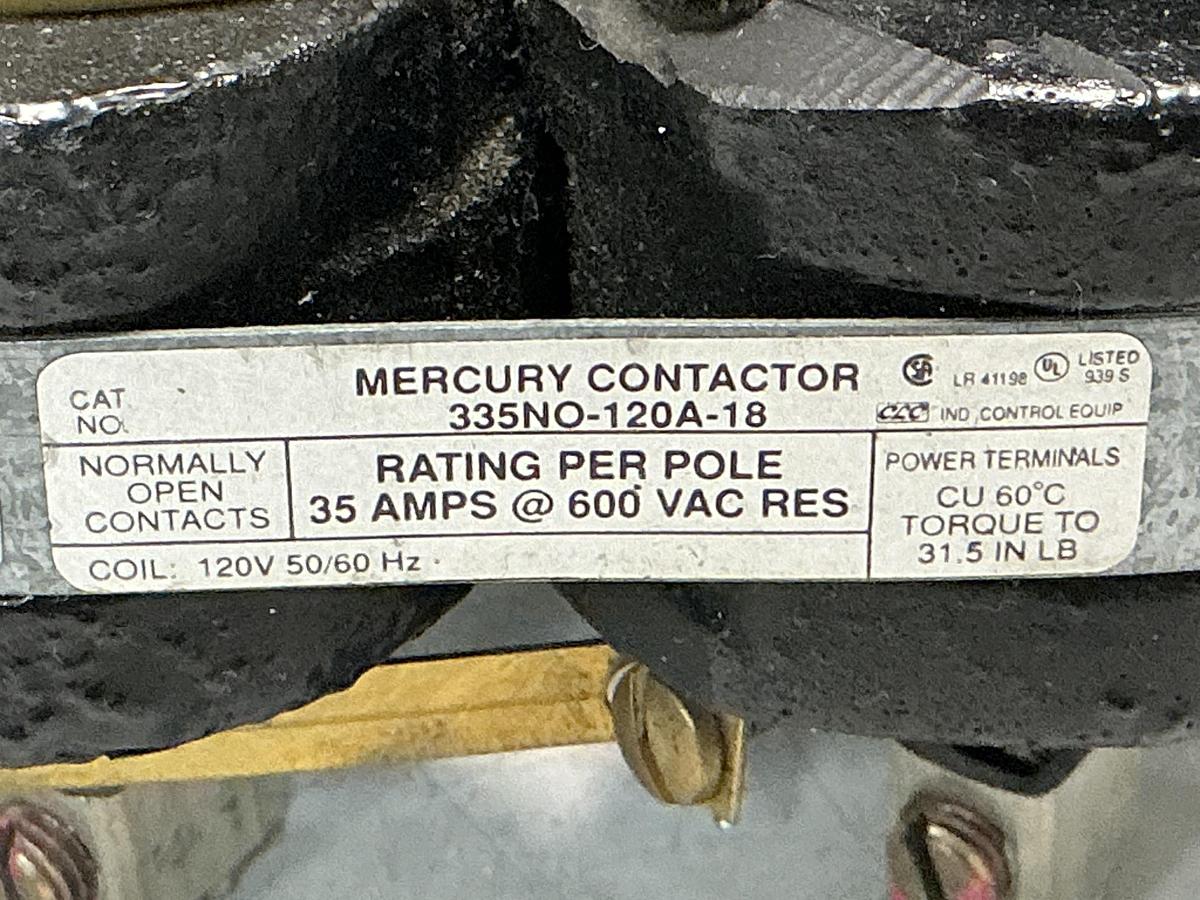 CAT.
NO.
MERCURY CONTACTOR
335NO-120A-18
LR 41198
UL
LISTED
939 S
IND. CONTROL EQUIP
NORMALLY
OPEN
CONTACTS
RATING PER POLE
35 AMPS @ 600 VAC RES
COIL: 120V 50/60 Hz
POWER TERMINALS
CU 60°C
TORQUE TO
31.5 IN LB